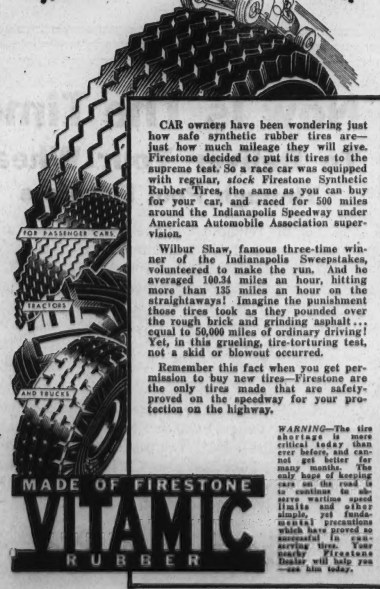 CAR owners have been wondering just
how safe synthetic rubber tires are—
just how much mileage they will give.
Firestone decided to put its tires to the
supreme test. So a race car was equipped
with regular, stock Firestone Synthetic
Rubber Tires, the same as you can buy
for your car, and raced for 500 miles
around the Indianapolis Speedway under
American Automobile Association super-
vision.
Wilbur Shaw, famous three-time win-
ner of the Indianapolis Sweepstakes,
volunteered to make the run. And he
averaged 100.34 miles an hour, hitting
more than 135 miles an hour on the
straightaways! Imagine the punishment
those tires took as they pounded over
the rough brick and grinding asphalt...
equal to 50,000 miles of ordinary driving!
Yet, in this grueling, tire-torturing test,
not a skid or blowout occurred.
Remember this fact when you get per-
mission to buy new tires—Firestone are
the only tires made that are safety-
proved on the speedway for your pro-
tection on the highway.
FOR PASSENGER CARS,
TRACTORS
AND TRUCKS
MADE OF FIRESTONE
VITAMIC
RUBBER
WARNING—The tire
shortage is more
critical today than
ever before, and can-
not get better for
many months. The
only hope of keeping
cars on the road is
to continue to ob-
serve wartime speed
limits and other
simple, yet funda-
mental precautions
which have proved so
successful in con-
serving tires. Your
nearby Firestone
Dealer will help you
—see him today.